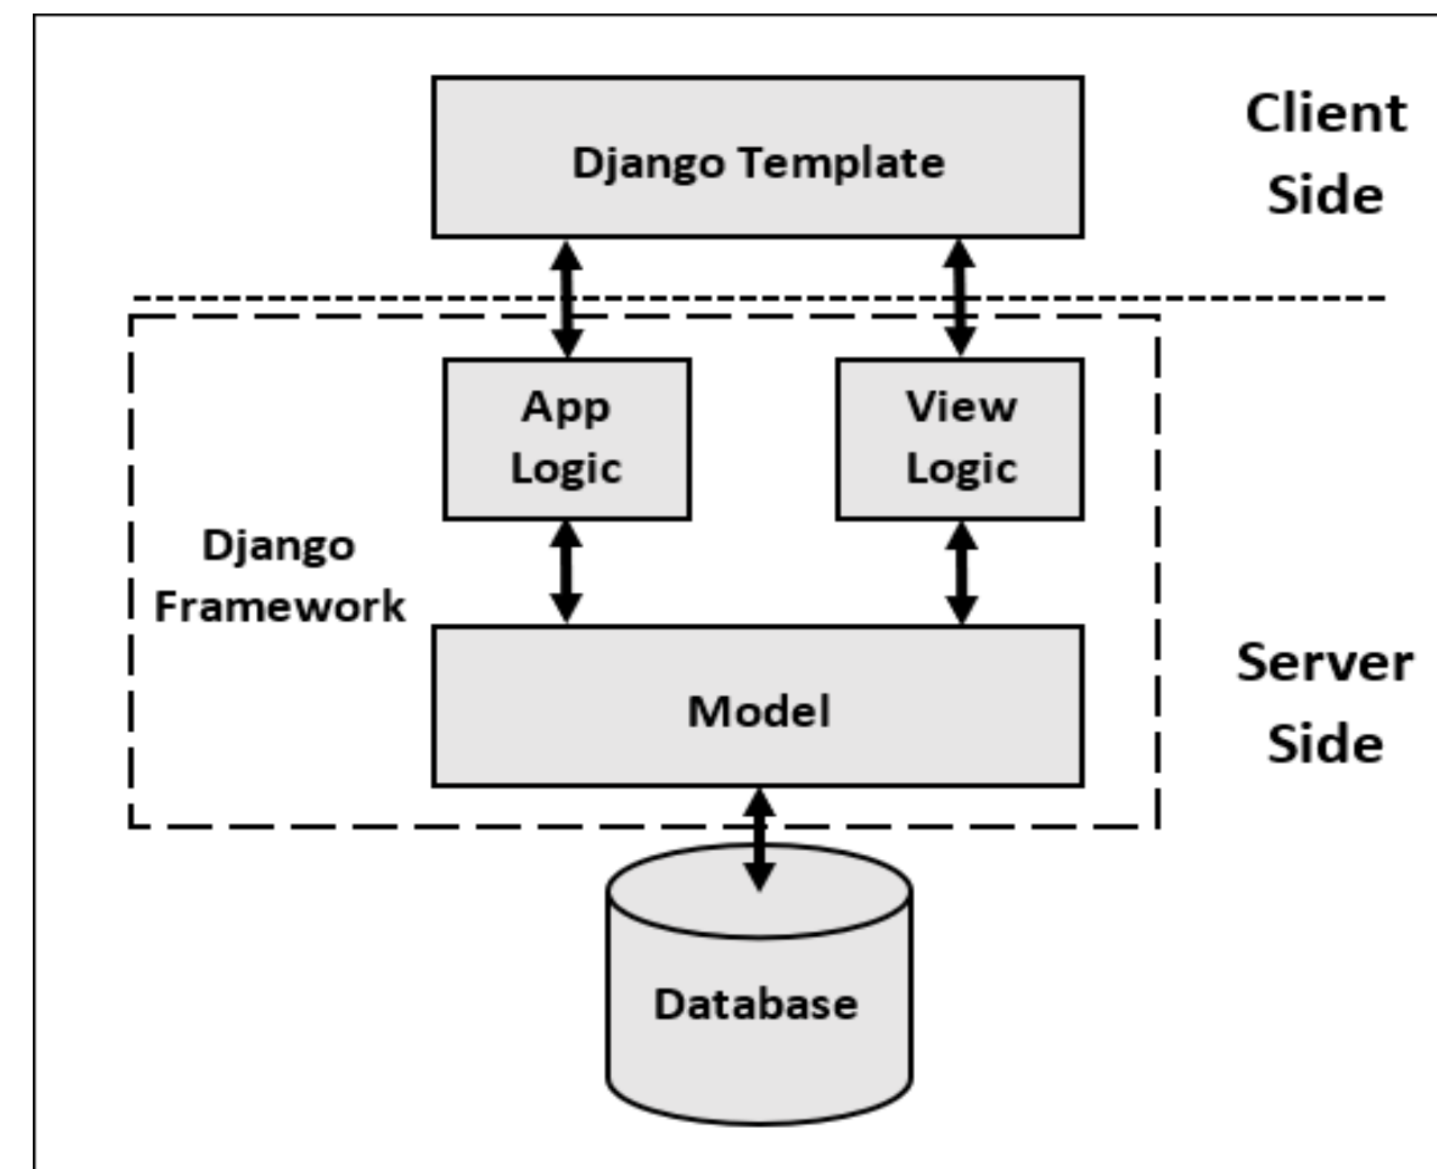 Django Template
Client
Side
App
Logic
View
Logic
Django
Framework
Model
Server
Side
Database